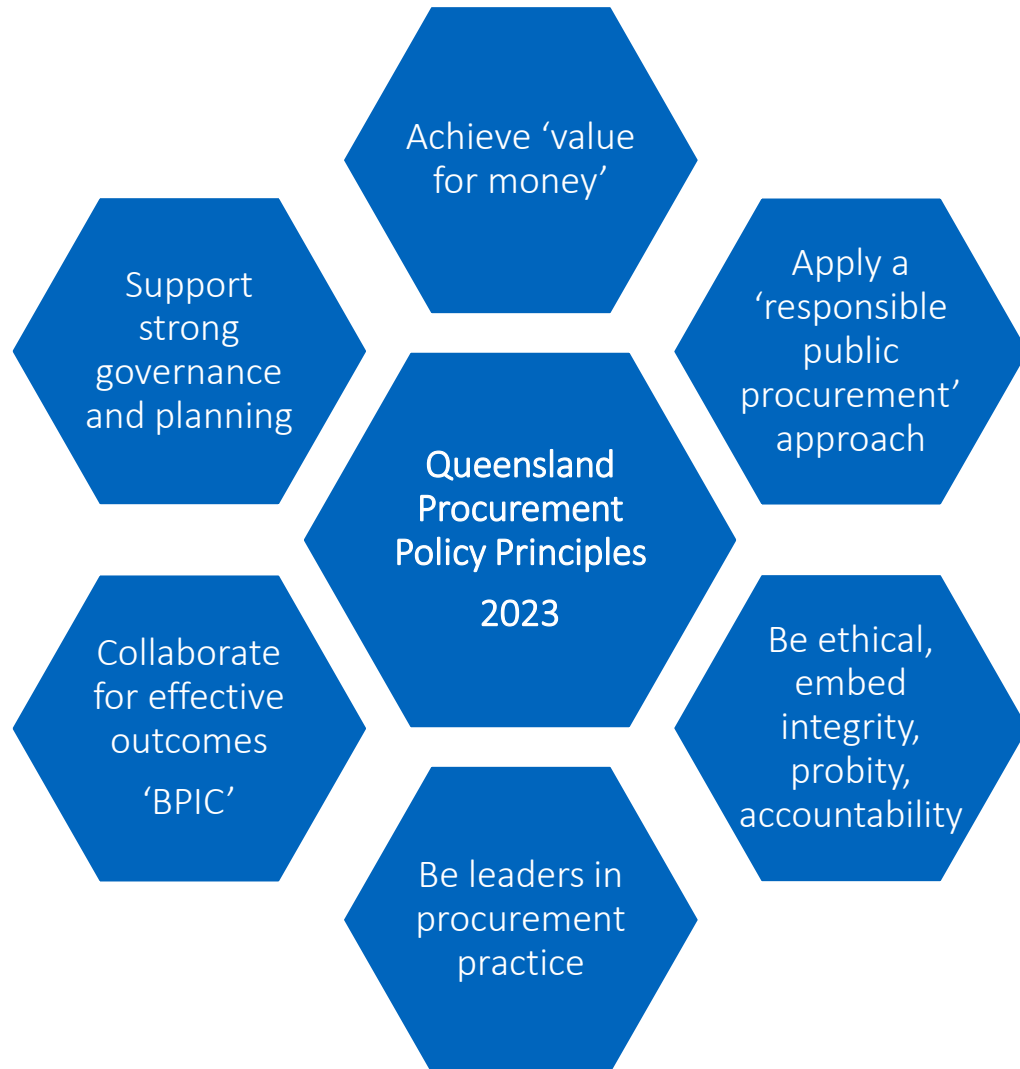 Achieve ‘value
for money’
Apply a
‘responsible
public
procurement’
approach
Be ethical,
embed
integrity,
probity,
accountability
Be leaders in
procurement
practice
Collaborate
for effective
outcomes
‘BPIC’
Support
strong
governance
and planning
Queensland
Procurement
Policy Principles
2023